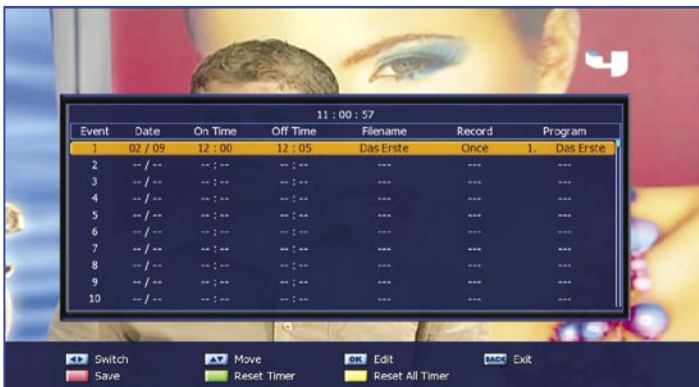 11 : 00 : 57
Event Date On Time Off Time Filename Record Program
1 02 / 09 12 : 00 12 : 05 Das Erste Once 1. Das Erste
2 -- / -- -- : -- -- : -- --- --- ---
3 -- / -- -- : -- -- : -- --- --- ---
4 -- / -- -- : -- -- : -- --- --- ---
5 -- / -- -- : -- -- : -- --- --- ---
6 -- / -- -- : -- -- : -- --- --- ---
7 -- / -- -- : -- -- : -- --- --- ---
8 -- / -- -- : -- -- : -- --- --- ---
9 -- / -- -- : -- -- : -- --- --- ---
10 -- / -- -- : -- -- : -- --- --- ---
Switch Move OK Edit BACK Exit
Save Reset Timer Reset All Timer